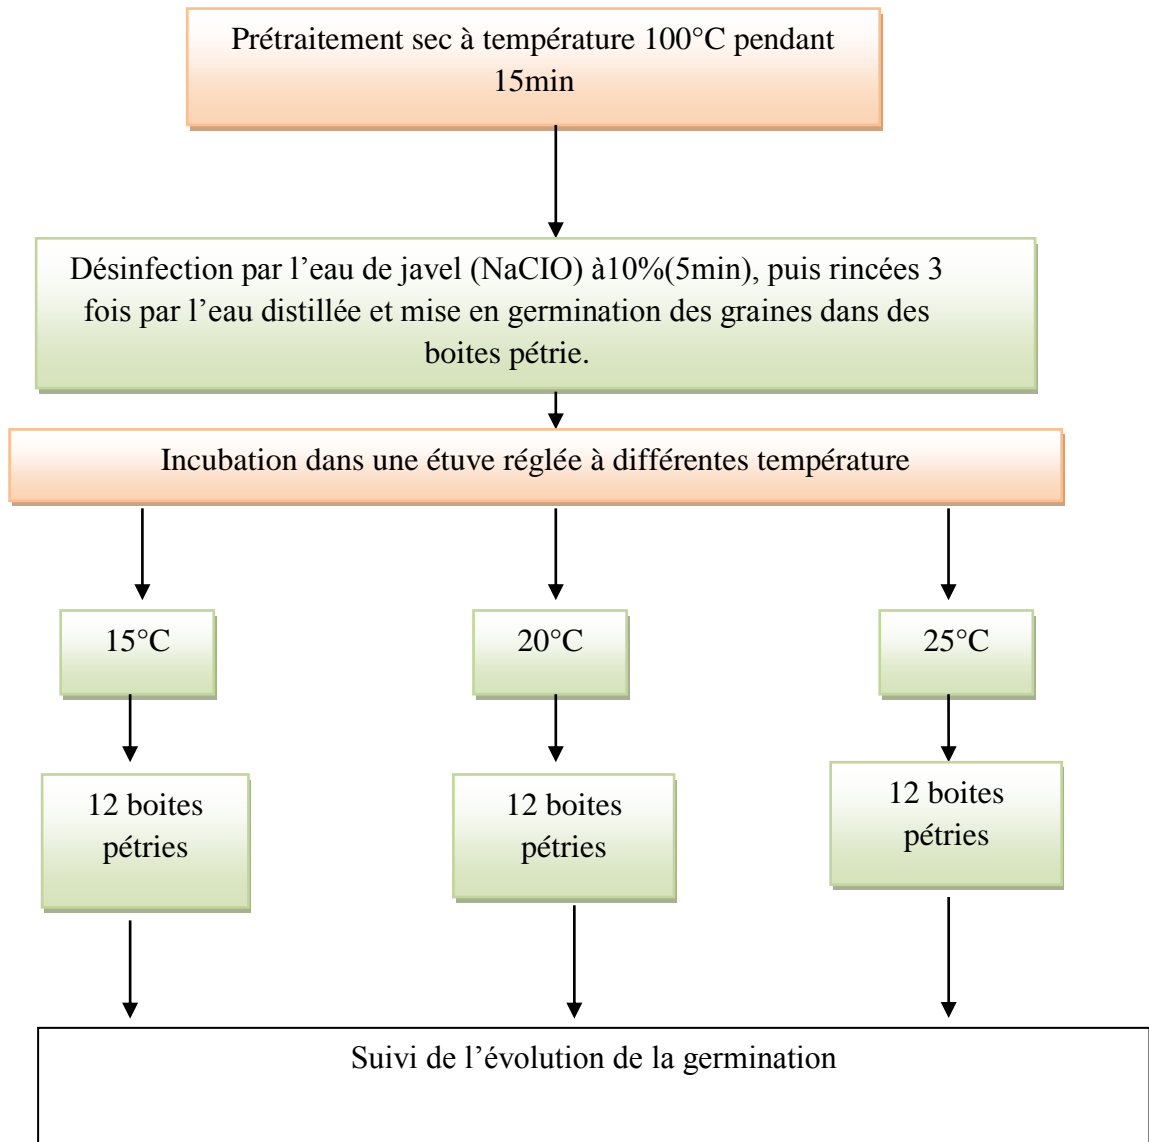 Prétraitement sec à température 100°C pendant
15min
Désinfection par l’eau de javel (NaClO) à10%(5min), puis rincées 3
fois par l’eau distillée et mise en germination des graines dans des
boites pétrie.
Incubation dans une étuve réglée à différentes température
15°C
20°C
25°C
12 boites
pétries
12 boites
pétries
12 boites
pétries
Suivi de l’évolution de la germination